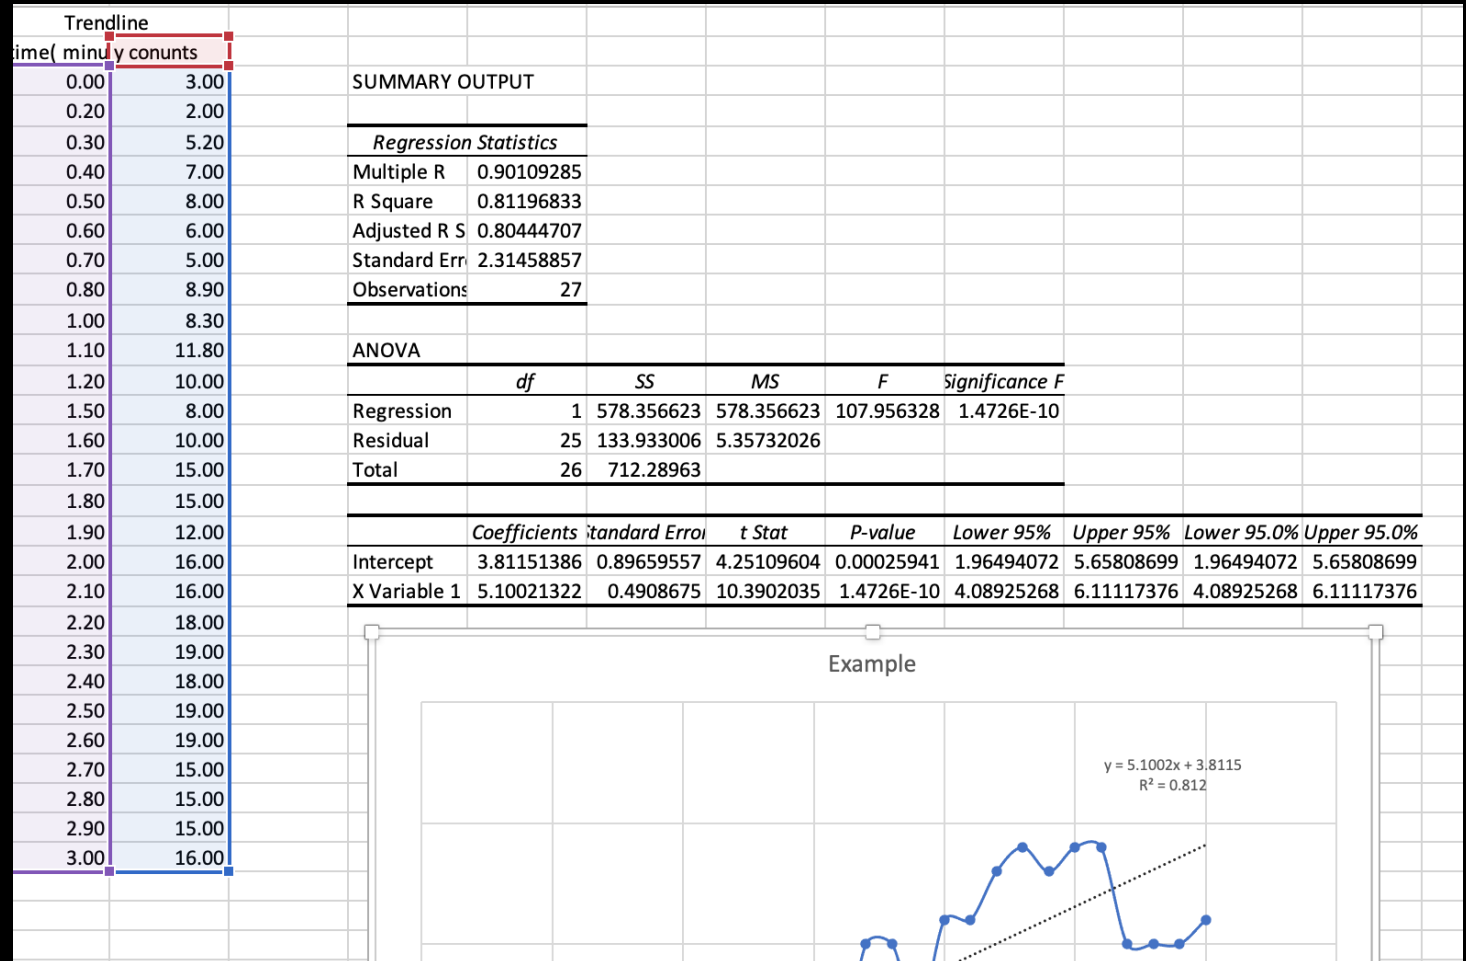 Trendline
time( minu y conunts
0.00 3.00 SUMMARY OUTPUT
0.20 2.00
0.30 5.20 Regression Statistics
0.40 7.00 Multiple R 0.90109285
0.50 8.00 R Square 0.81196833
0.60 6.00 Adjusted R S 0.80444707
0.70 5.00 Standard Err 2.31458857
0.80 8.90 Observations 27
1.00 8.30
1.10 11.80 ANOVA
1.20 10.00 df SS MS F Significance F
1.50 8.00 Regression 1 578.356623 578.356623 107.956328 1.4726E-10
1.60 10.00 Residual 25 133.933006 5.35732026
1.70 15.00 Total 26 712.28963
1.80 15.00
1.90 12.00 Coefficients Standard Error t Stat P-value Lower 95% Upper 95% Lower 95.0% Upper 95.0%
2.00 16.00 Intercept 3.81151386 0.89659557 4.25109604 0.00025941 1.96494072 5.65808699 1.96494072 5.65808699
2.10 16.00 X Variable 1 5.10021322 0.4908675 10.3902035 1.4726E-10 4.08925268 6.11117376 4.08925268 6.11117376
2.20 18.00
2.30 19.00 Example
2.40 18.00
2.50 19.00
2.60 19.00
2.70 15.00 y = 5.1002x + 3.8115
2.80 15.00 R² = 0.812
2.90 15.00
3.00 16.00